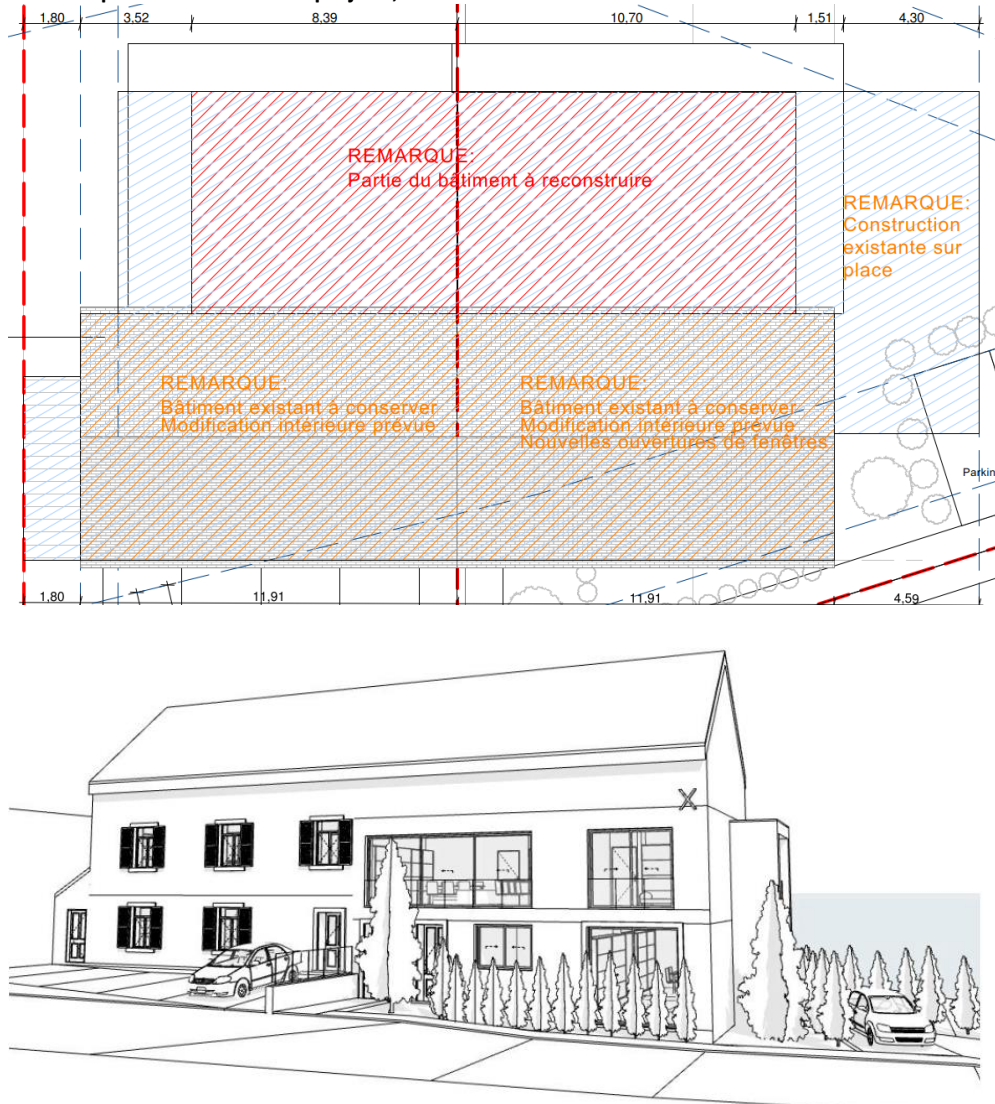 1.80 3.52 8.39 10.70 1.51 4.30
REMARQUE:
Partie du bâtiment à reconstruire
REMARQUE:
Construction
existante sur
place
REMARQUE:
Bâtiment existant à conserver
Modification intérieure prévue
REMARQUE:
Bâtiment existant à conserver
Modification intérieure prévue
Nouvelles ouvertures de fenêtres
Parkin
1.80 11,91 11,91 4,59